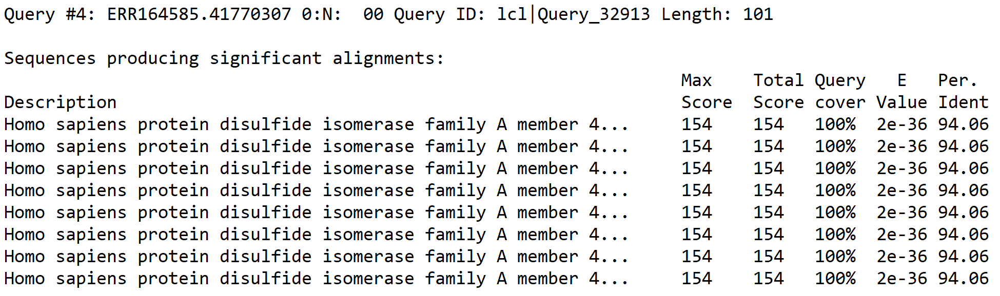 Query #4: ERR164585.41770307 0:N:  00 Query ID: lcl|Query_32913 Length: 101
Sequences producing significant alignments:
Max Total Query E Per.
Description Score Score cover Value Ident
Homo sapiens protein disulfide isomerase family A member 4... 154 154 100% 2e-36 94.06
Homo sapiens protein disulfide isomerase family A member 4... 154 154 100% 2e-36 94.06
Homo sapiens protein disulfide isomerase family A member 4... 154 154 100% 2e-36 94.06
Homo sapiens protein disulfide isomerase family A member 4... 154 154 100% 2e-36 94.06
Homo sapiens protein disulfide isomerase family A member 4... 154 154 100% 2e-36 94.06
Homo sapiens protein disulfide isomerase family A member 4... 154 154 100% 2e-36 94.06
Homo sapiens protein disulfide isomerase family A member 4... 154 154 100% 2e-36 94.06
Homo sapiens protein disulfide isomerase family A member 4... 154 154 100% 2e-36 94.06